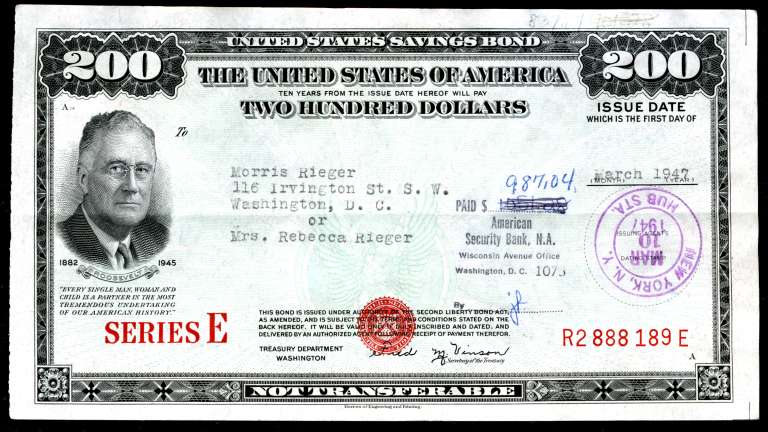 UNITED STATES SAVINGS BOND
200
200
THE UNITED STATES OF AMERICA
TEN YEARS FROM THE ISSUE DATE HEREOF WILL PAY
TWO HUNDRED DOLLARS
ISSUE DATE
WHICH IS THE FIRST DAY OF
A
To
Morris Rieger
116 Irvington St. S. W.
Washington, D. C.
or
Mrs. Rebecca Rieger
March 1947
(MONTH) (YEAR)
987.04
PAID $
American
Security Bank, N.A.
Wisconsin Avenue Office
Washington, D. C. 1073
By
ISSUING AGENT'S
DATING STAMP
NEW YORK, N. Y.
HUB STA.
MAR
10
1947
1882 1945
ROOSEVELT
"EVERY SINGLE MAN, WOMAN AND
CHILD IS A PARTNER IN THE MOST
TREMENDOUS UNDERTAKING
OF OUR AMERICAN HISTORY."
SERIES E
THIS BOND IS ISSUED UNDER AUTHORITY OF THE SECOND LIBERTY BOND ACT,
AS AMENDED, AND IS SUBJECT TO THE TERMS AND CONDITIONS STATED ON THE
BACK HEREOF. IT WILL BE VALID ONLY IF DULY INSCRIBED AND DATED, AND
DELIVERED BY AN AUTHORIZED AGENT FOLLOWING RECEIPT OF PAYMENT THEREFOR.
TREASURY DEPARTMENT
WASHINGTON
Fred M. Vinson
Secretary of the Treasury
R2 888 189 E
A
NOT TRANSFERABLE
Bureau of Engraving and Printing